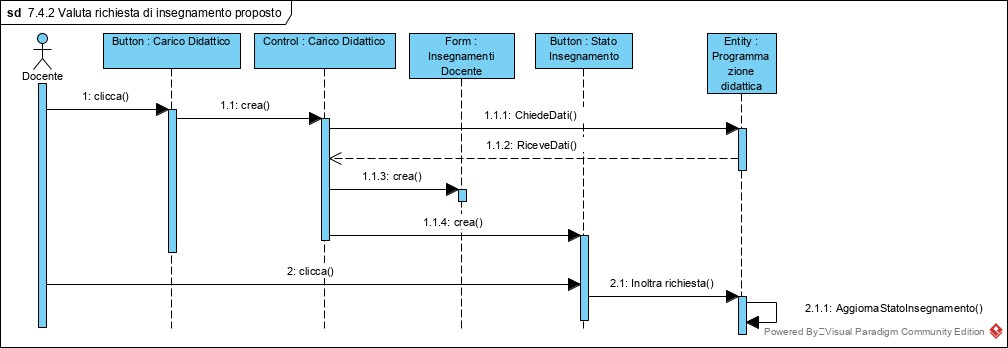 sd 7.4.2 Valuta richiesta di insegnamento proposto
Docente
Button : Carico Didattico
Control : Carico Didattico
Form :
Insegnamenti
Docente
Button : Stato
Insegnamento
Entity :
Programma
zione
didattica
1: clicca()
1.1: crea()
1.1.1: ChiedeDati()
1.1.2: RiceveDati()
1.1.3: crea()
1.1.4: crea()
2: clicca()
2.1: Inoltra richiesta()
2.1.1: AggiornaStatoInsegnamento()
Powered By Visual Paradigm Community Edition